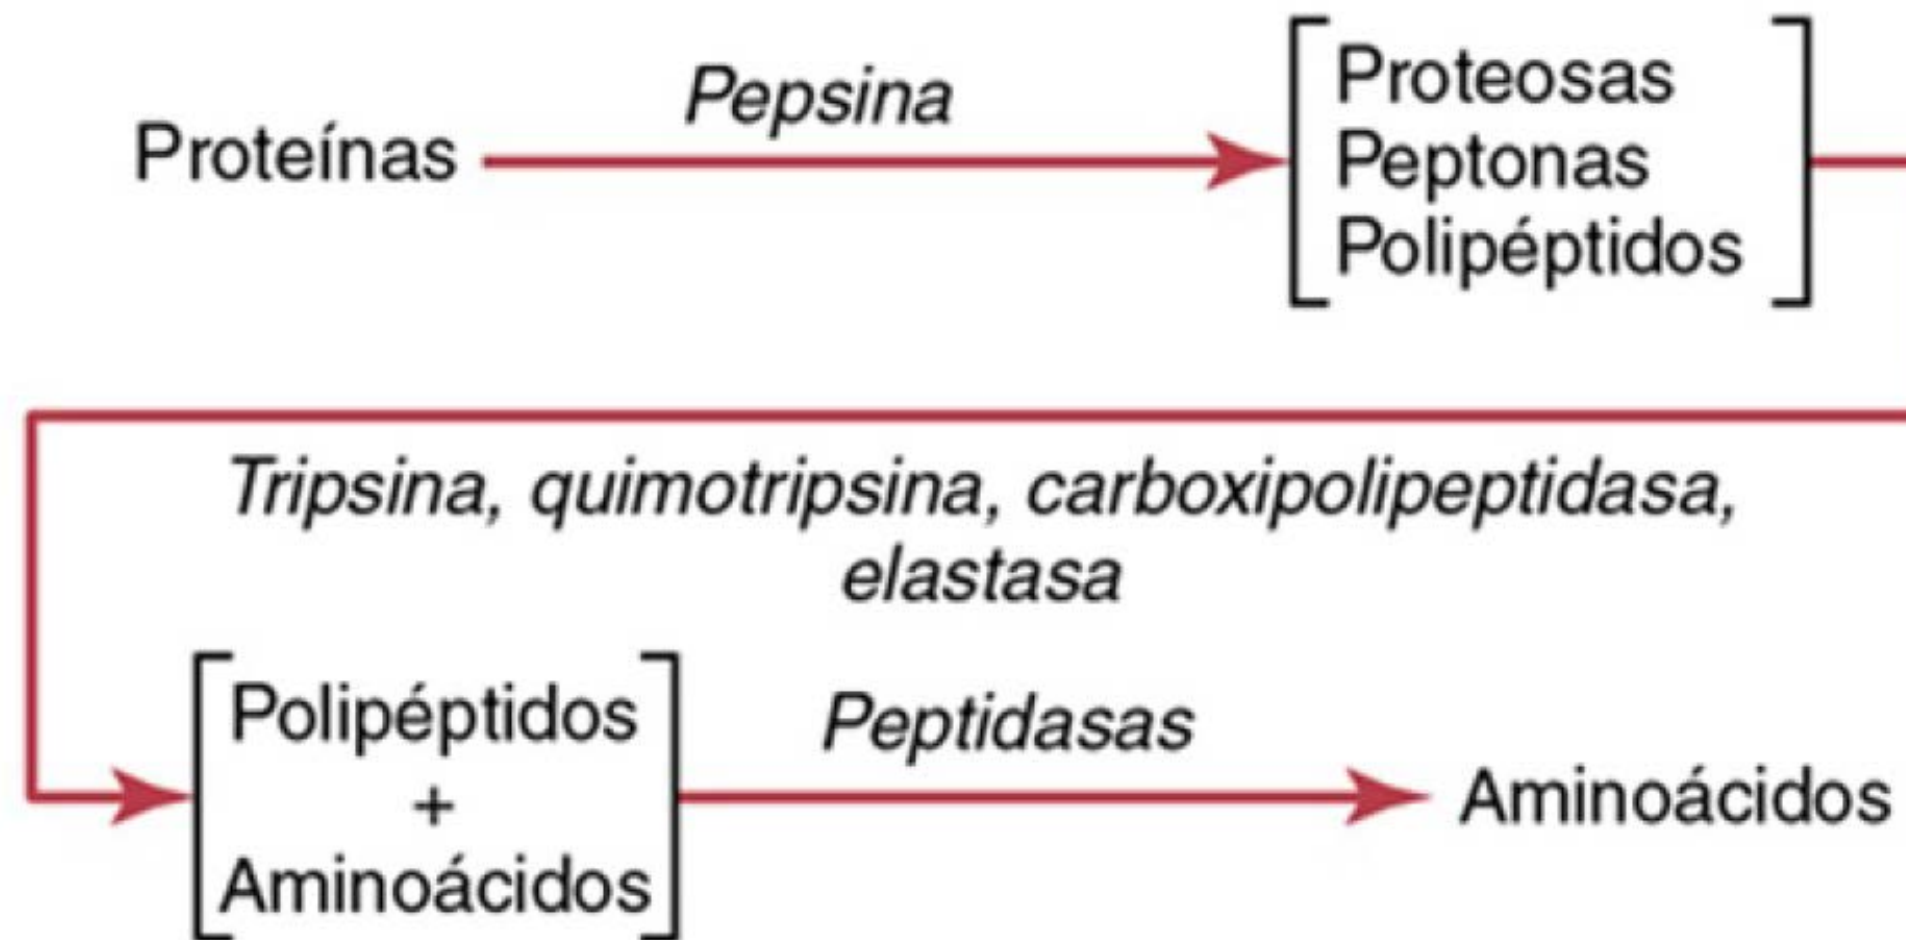 Pepsina
Proteínas
Proteosas
Peptonas
Polipéptidos
Tripsina, quimotripsina, carboxipolipeptidasa,
elastasa
Polipéptidos
+
Aminoácidos
Peptidasas
Aminoácidos